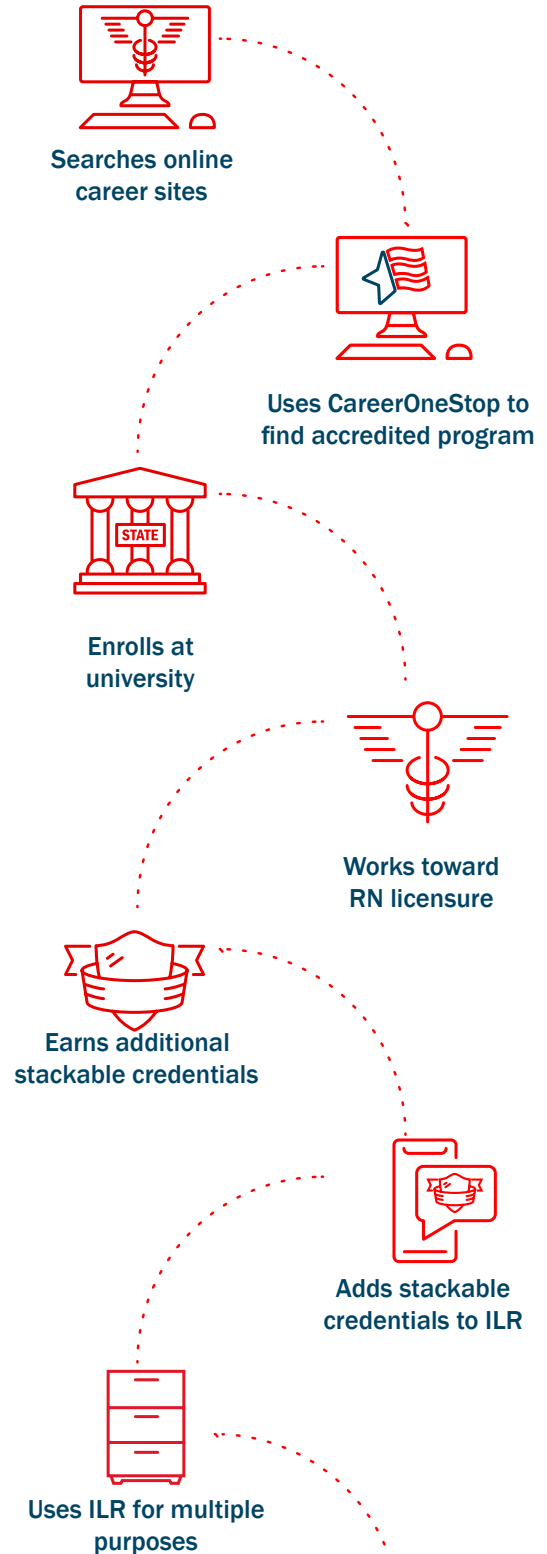 Searches online
career sites
Uses CareerOneStop to
find accredited program
STATE
Enrolls at
university
Works toward
RN licensure
Earns additional
stackable credentials
Adds stackable
credentials to ILR
Uses ILR for multiple
purposes